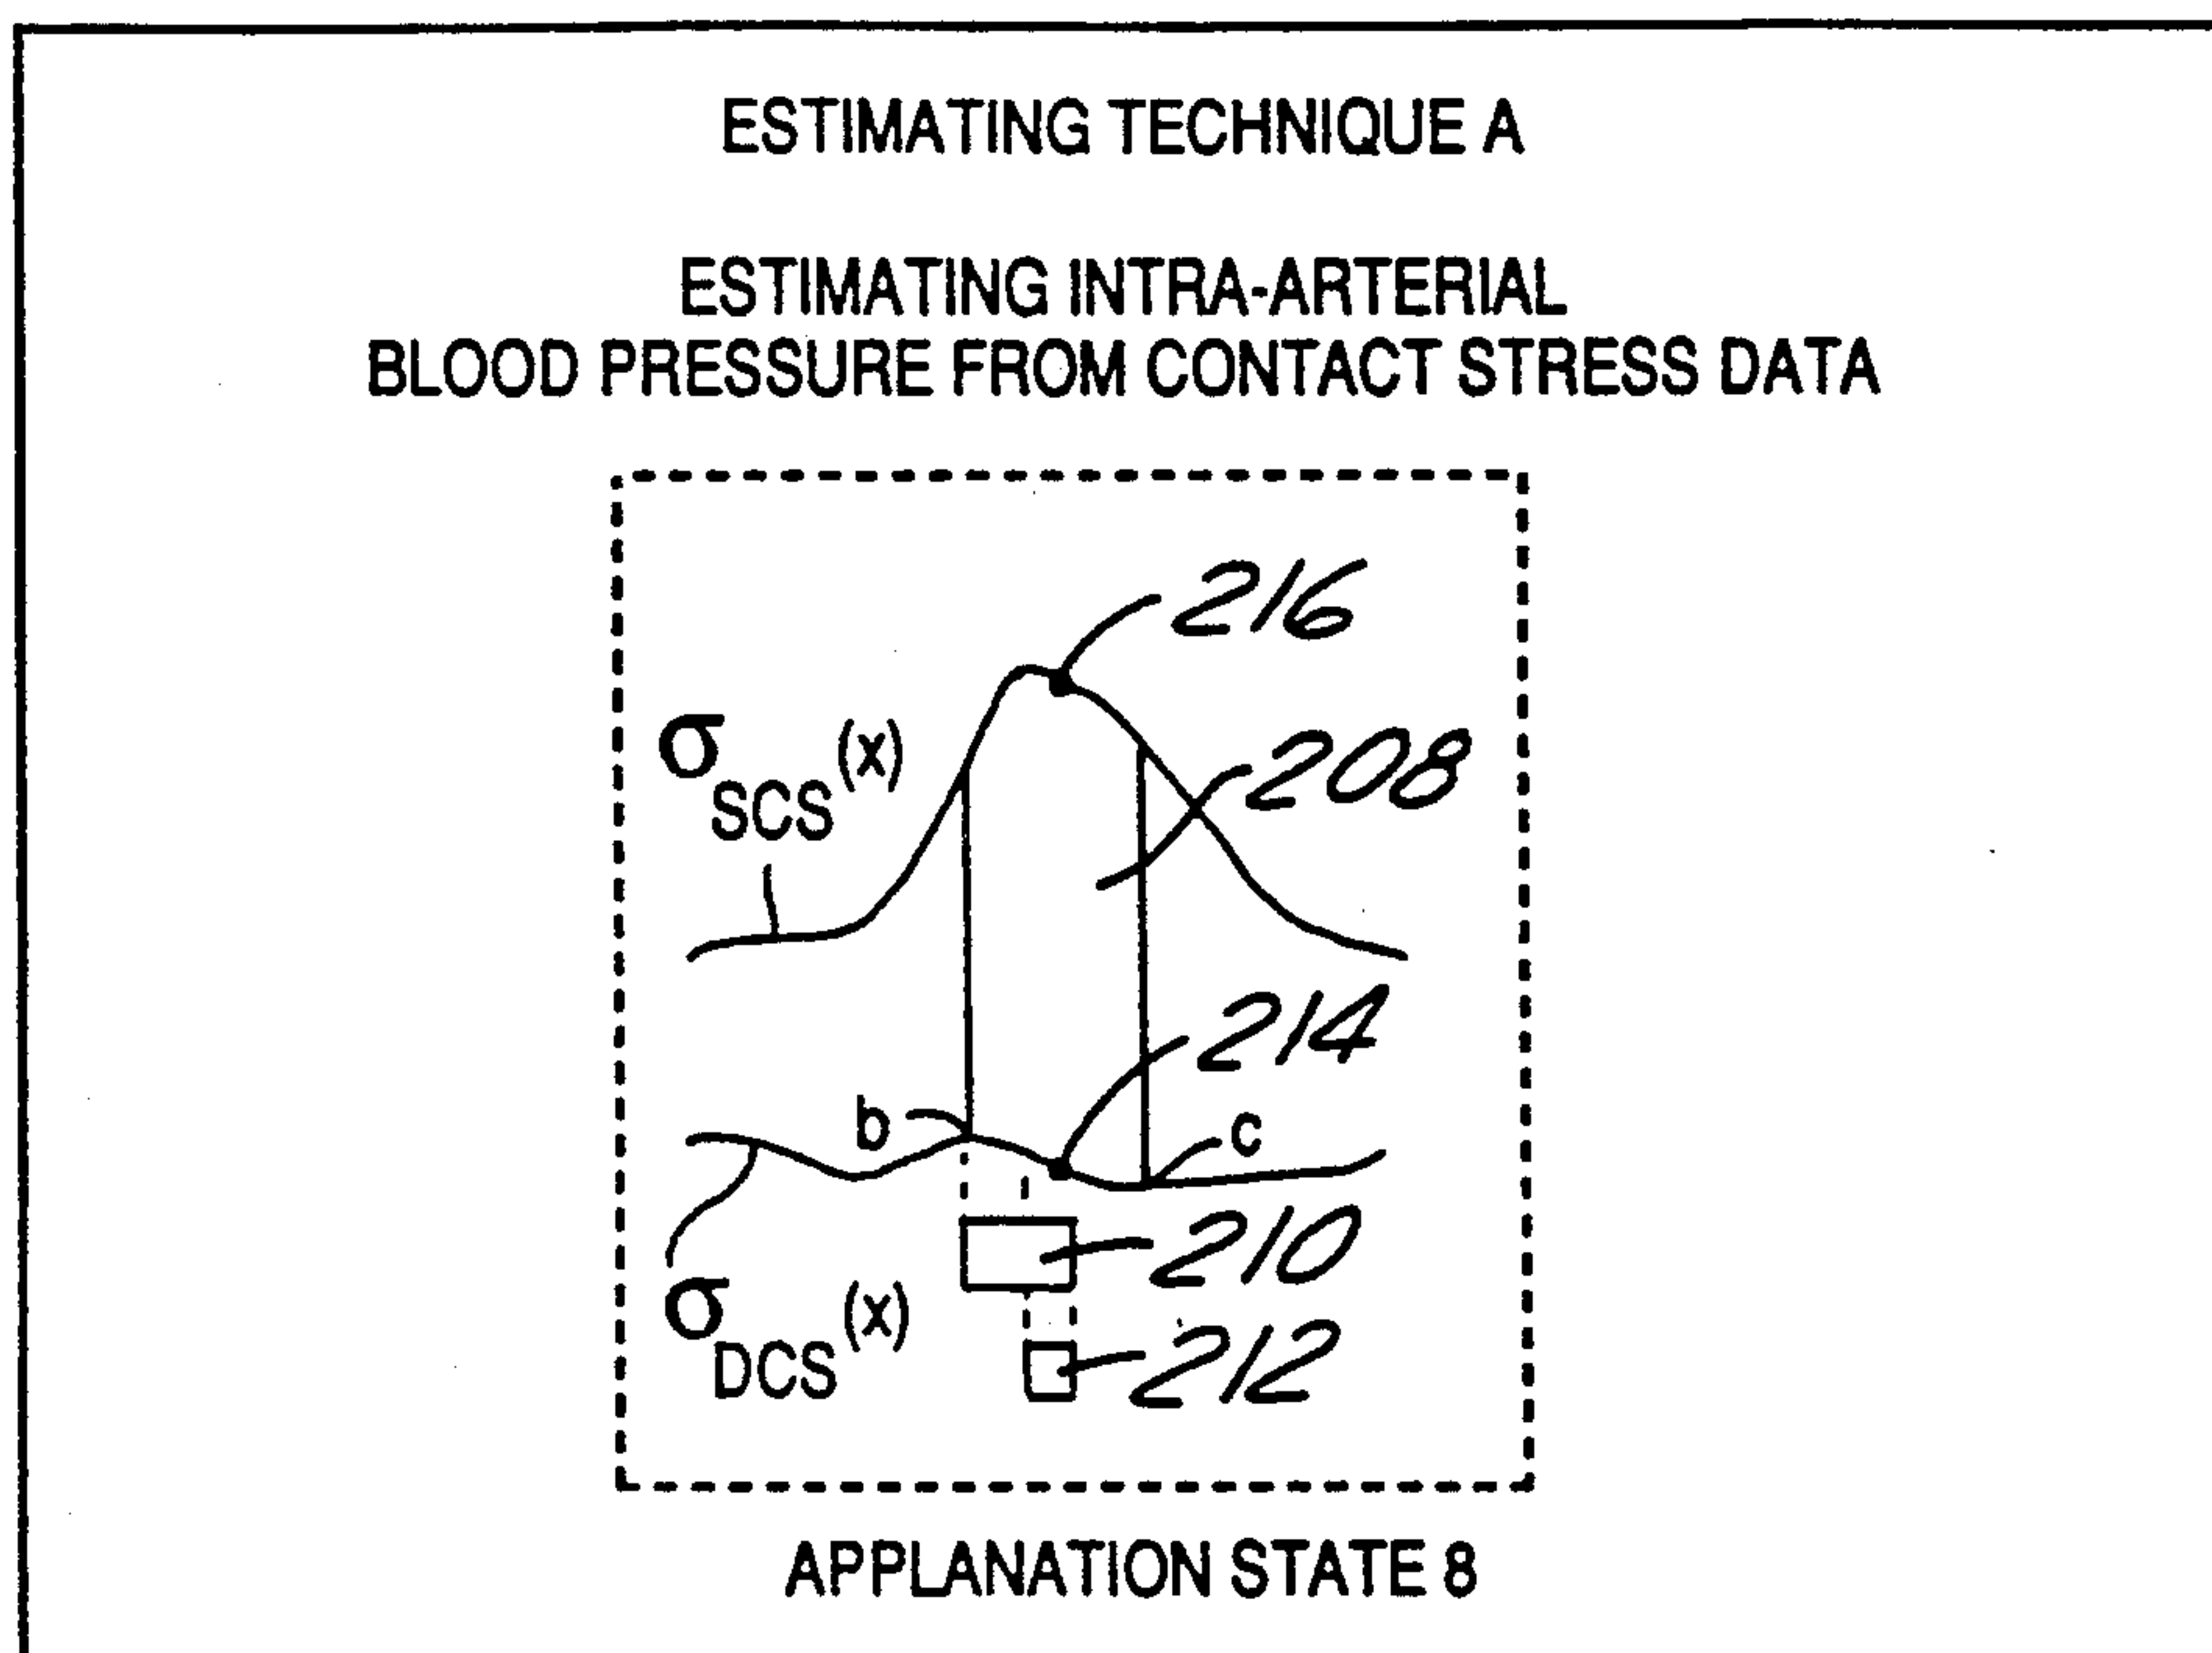 ESTIMATING TECHNIQUE A
ESTIMATING INTRA-ARTERIAL
BLOOD PRESSURE FROM CONTACT STRESS DATA
216
σSCS(x)
208
214
b
c
210
σDCS(x)
212
APPLANATION STATE 8